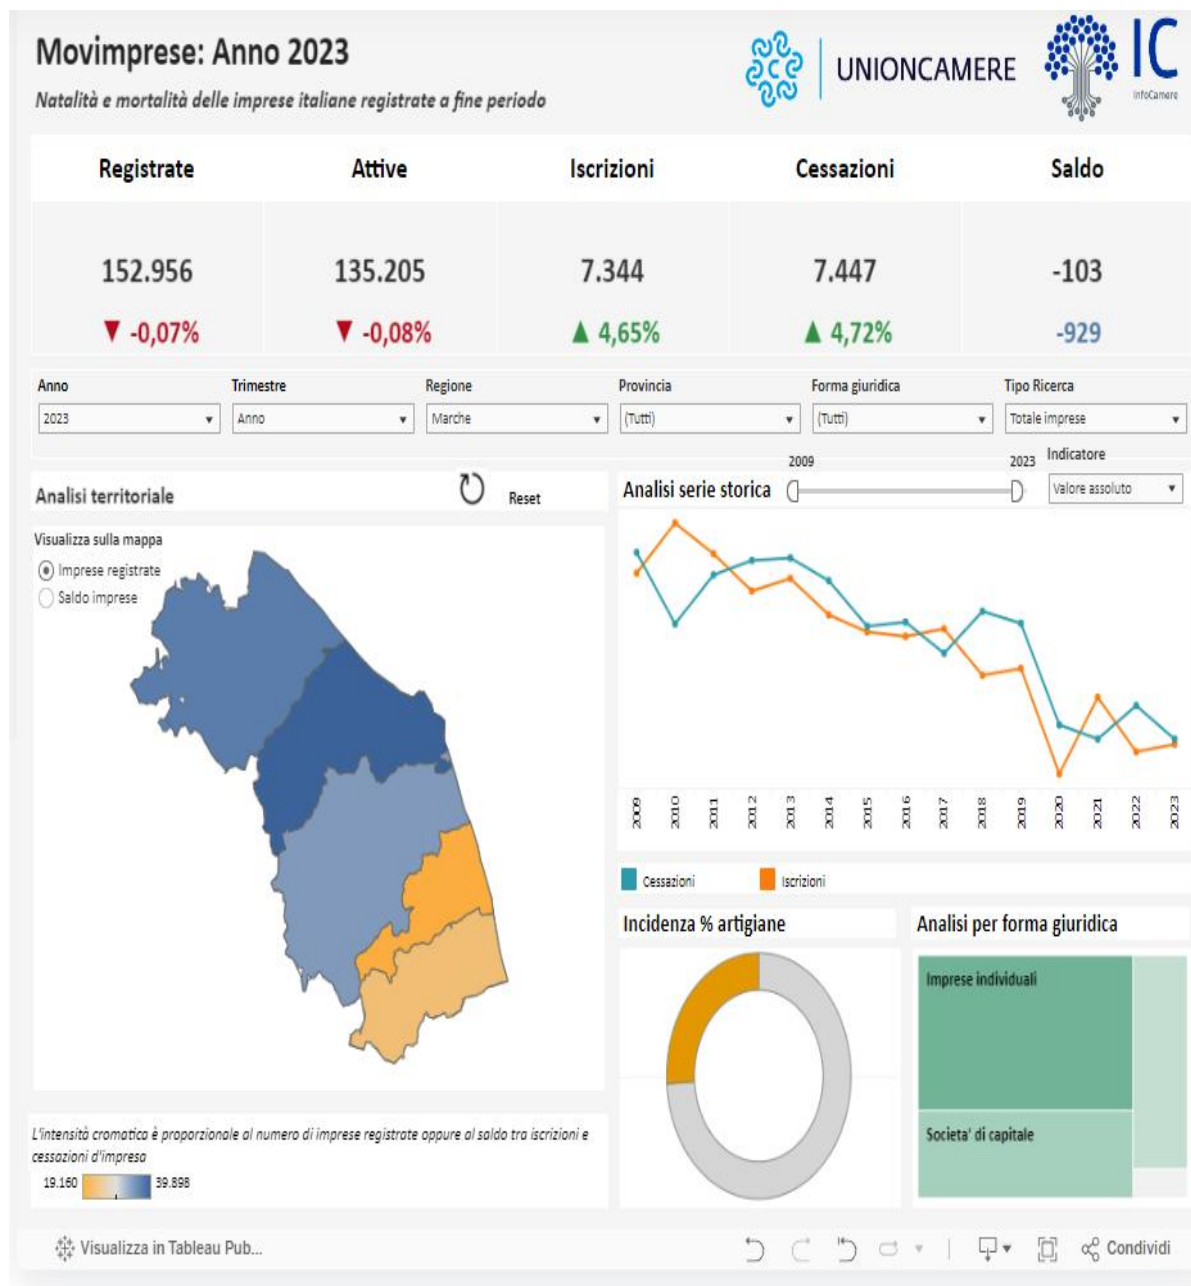 Movimprese: Anno 2023
Natalità e mortalità delle imprese italiane registrate a fine periodo
UNIONCAMERE
IC
InfoCamere
Registrate Attive Iscrizioni Cessazioni Saldo
152.956 135.205 7.344 7.447 -103
▼ -0,07% ▼ -0,08% ▲ 4,65% ▲ 4,72% -929
Anno Trimestre Regione Provincia Forma giuridica Tipo Ricerca
2023 Anno Marche (Tutti) (Tutti) Totale imprese
Analisi territoriale
Reset
Analisi serie storica
2009 2023
Indicatore
Valore assoluto
Visualizza sulla mappa
Imprese registrate
Saldo imprese
2009 2010 2011 2012 2013 2014 2015 2016 2017 2018 2019 2020 2021 2022 2023
Cessazioni Iscrizioni
Incidenza % artigiane
Analisi per forma giuridica
Imprese individuali
Societa' di capitale
L'intensità cromatica è proporzionale al numero di imprese registrate oppure al saldo tra iscrizioni e
cessazioni d'impresa
19.160 39.898
Visualizza in Tableau Pub...
Condividi